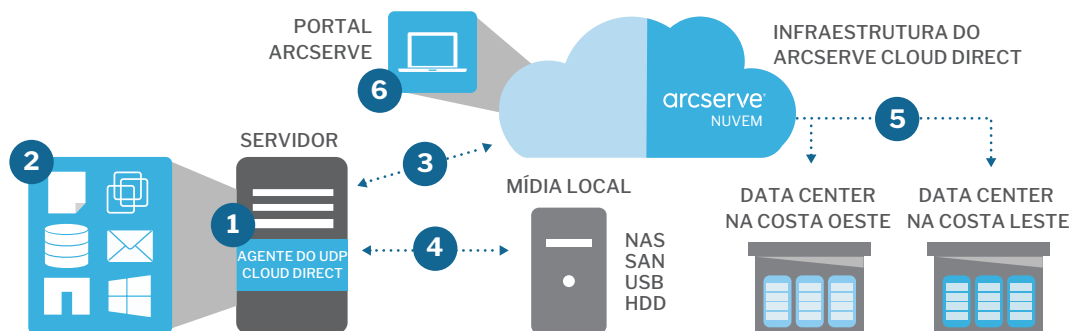 PORTAL
ARCSERVE
6
arcserve®
NUVEM
INFRAESTRUTURA DO
ARCSERVE CLOUD DIRECT
5
2
SERVIDOR
1
AGENTE DO UDP
CLOUD DIRECT
3
4
MÍDIA LOCAL
NAS
SAN
USB
HDD
DATA CENTER
NA COSTA OESTE
DATA CENTER
NA COSTA LESTE